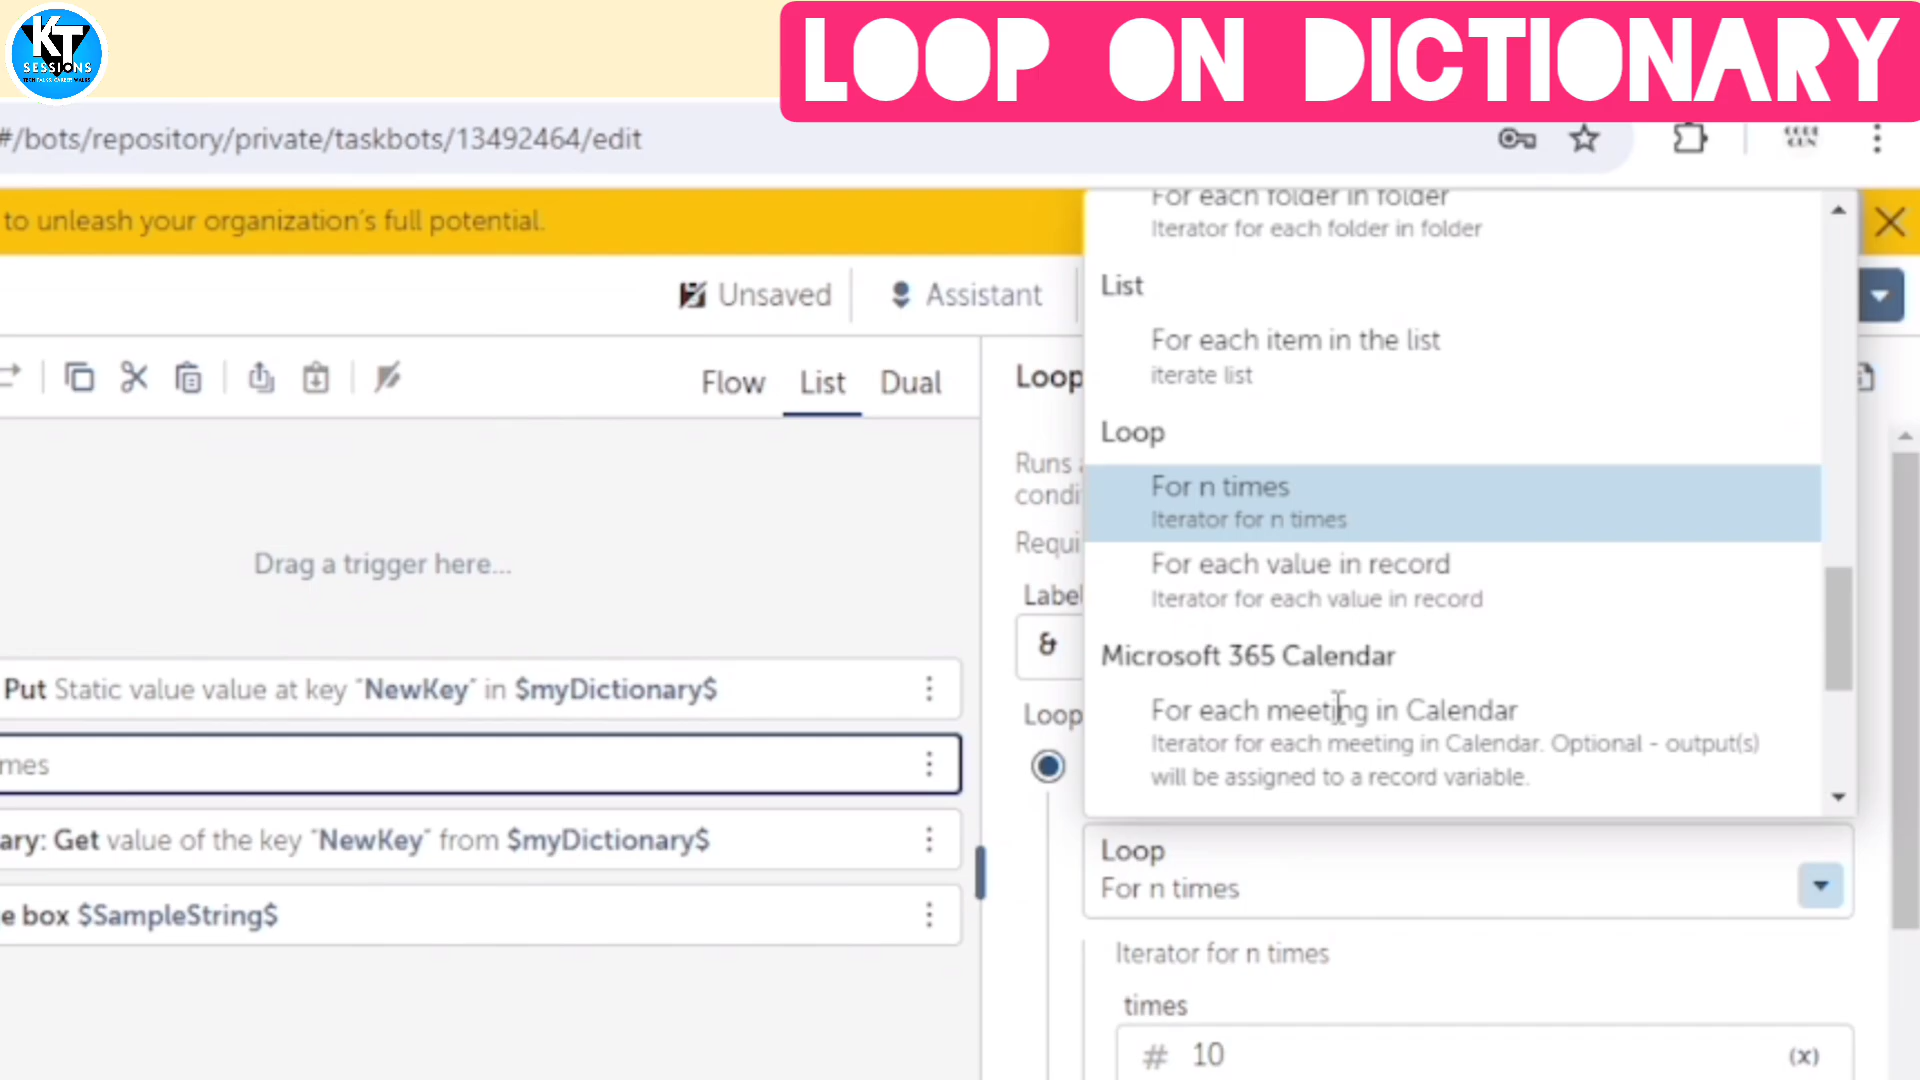 KT
SESSIONS
TECH TALKS, CAREER WALKS
LOOP ON DICTIONARY
#/bots/repository/private/taskbots/13492464/edit
CODE
GEN
to unleash your organization's full potential.
Unsaved
Assistant
Flow
List
Dual
Drag a trigger here...
Put Static value value at key "NewKey" in $myDictionary$
mes
ary: Get value of the key "NewKey" from $myDictionary$
e box $SampleString$
Loop
Runs
condi
Requi
Label
&
Loop
For each folder in folder
Iterator for each folder in folder
List
For each item in the list
iterate list
Loop
For n times
Iterator for n times
For each value in record
Iterator for each value in record
Microsoft 365 Calendar
For each meeting in Calendar
Iterator for each meeting in Calendar. Optional - output(s)
will be assigned to a record variable.
Loop
For n times
Iterator for n times
times
# 10
(x)